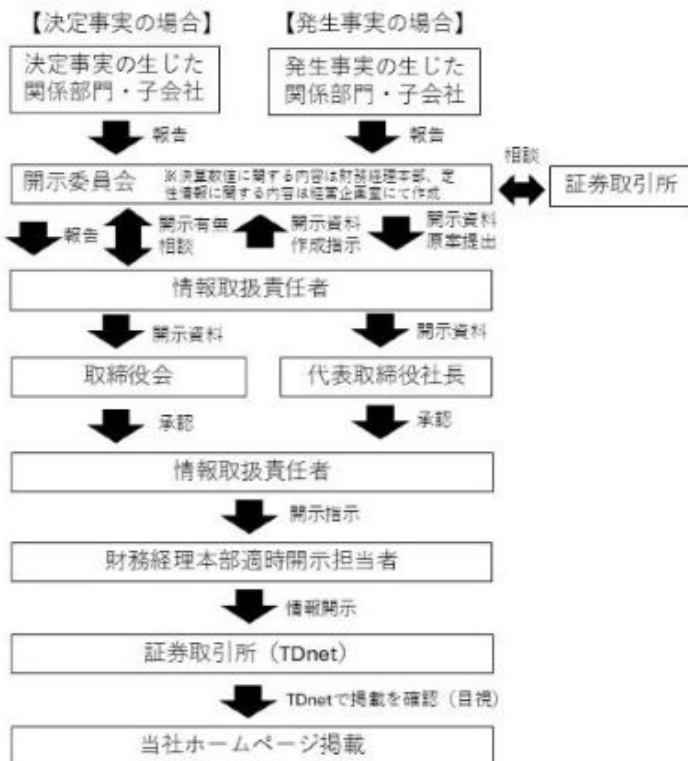 【決定事実の場合】
【発生事実の場合】
決定事実の生じた
関係部門・子会社
発生事実の生じた
関係部門・子会社
報告
報告
開示委員会
※決算数値に関する内容は財務経理本部、定
性情報に関する内容は経営企画室にて作成
相談
証券取引所
報告
開示有無
相談
開示資料
作成指示
開示資料
原案提出
情報取扱責任者
開示資料
開示資料
取締役会
代表取締役社長
承認
承認
情報取扱責任者
開示指示
財務経理本部適時開示担当者
情報開示
証券取引所（TDnet）
TDnetで掲載を確認（目視）
当社ホームページ掲載